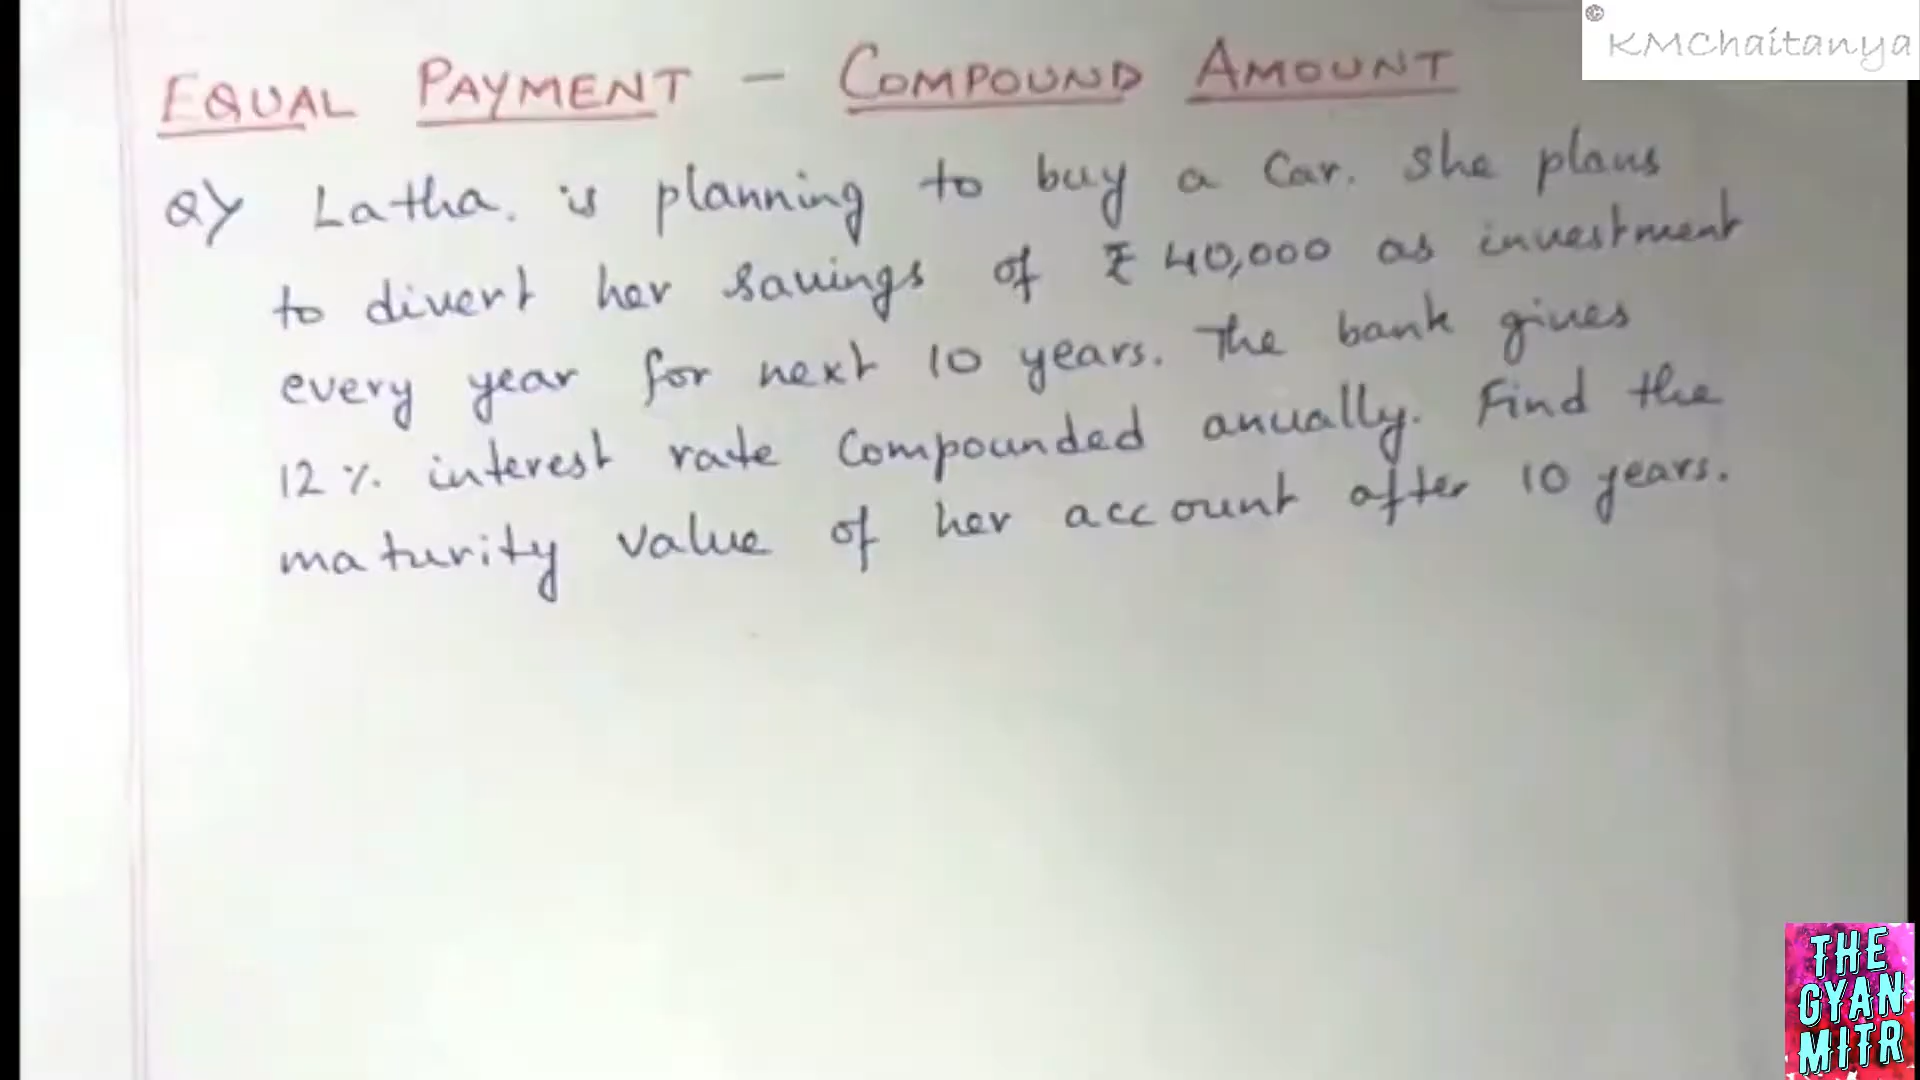 KMChaitanya
EQUAL PAYMENT - COMPOUND AMOUNT
Q) Latha. is planning to buy a Car. She plans
to divert her savings of ₹ 40,000 as investment
every year for next 10 years. The bank gives
12 % interest rate Compounded anually. Find the
maturity value of her account after 10 years.
THE
GYAN
MITR